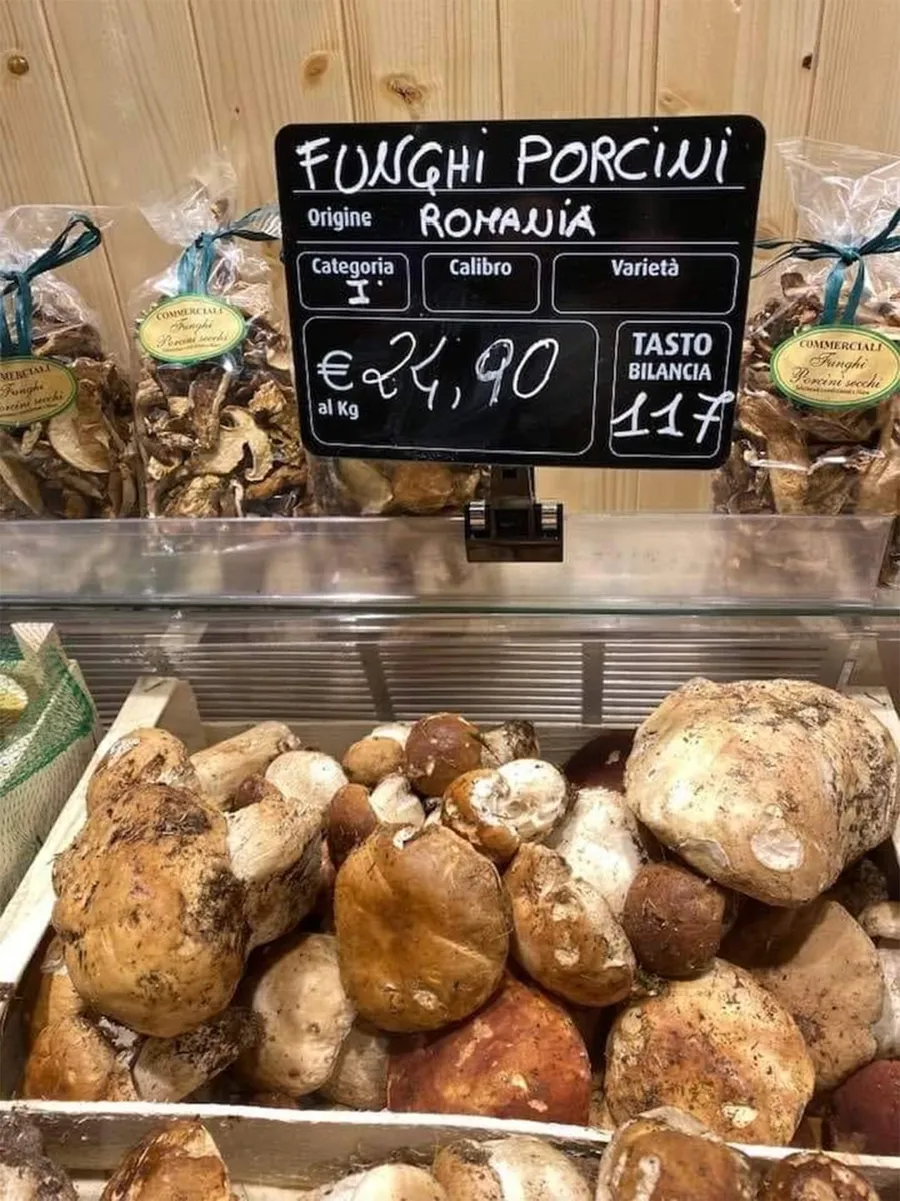 FUNGHI PORCINI
Origine ROMANIA
Categoria Calibro Varietà
I
€ 24,90
al Kg
TASTO
BILANCIA
117
COMMERCIALI
Funghi
Porcini secchi
COMMERCIALI
Funghi
Porcini secchi